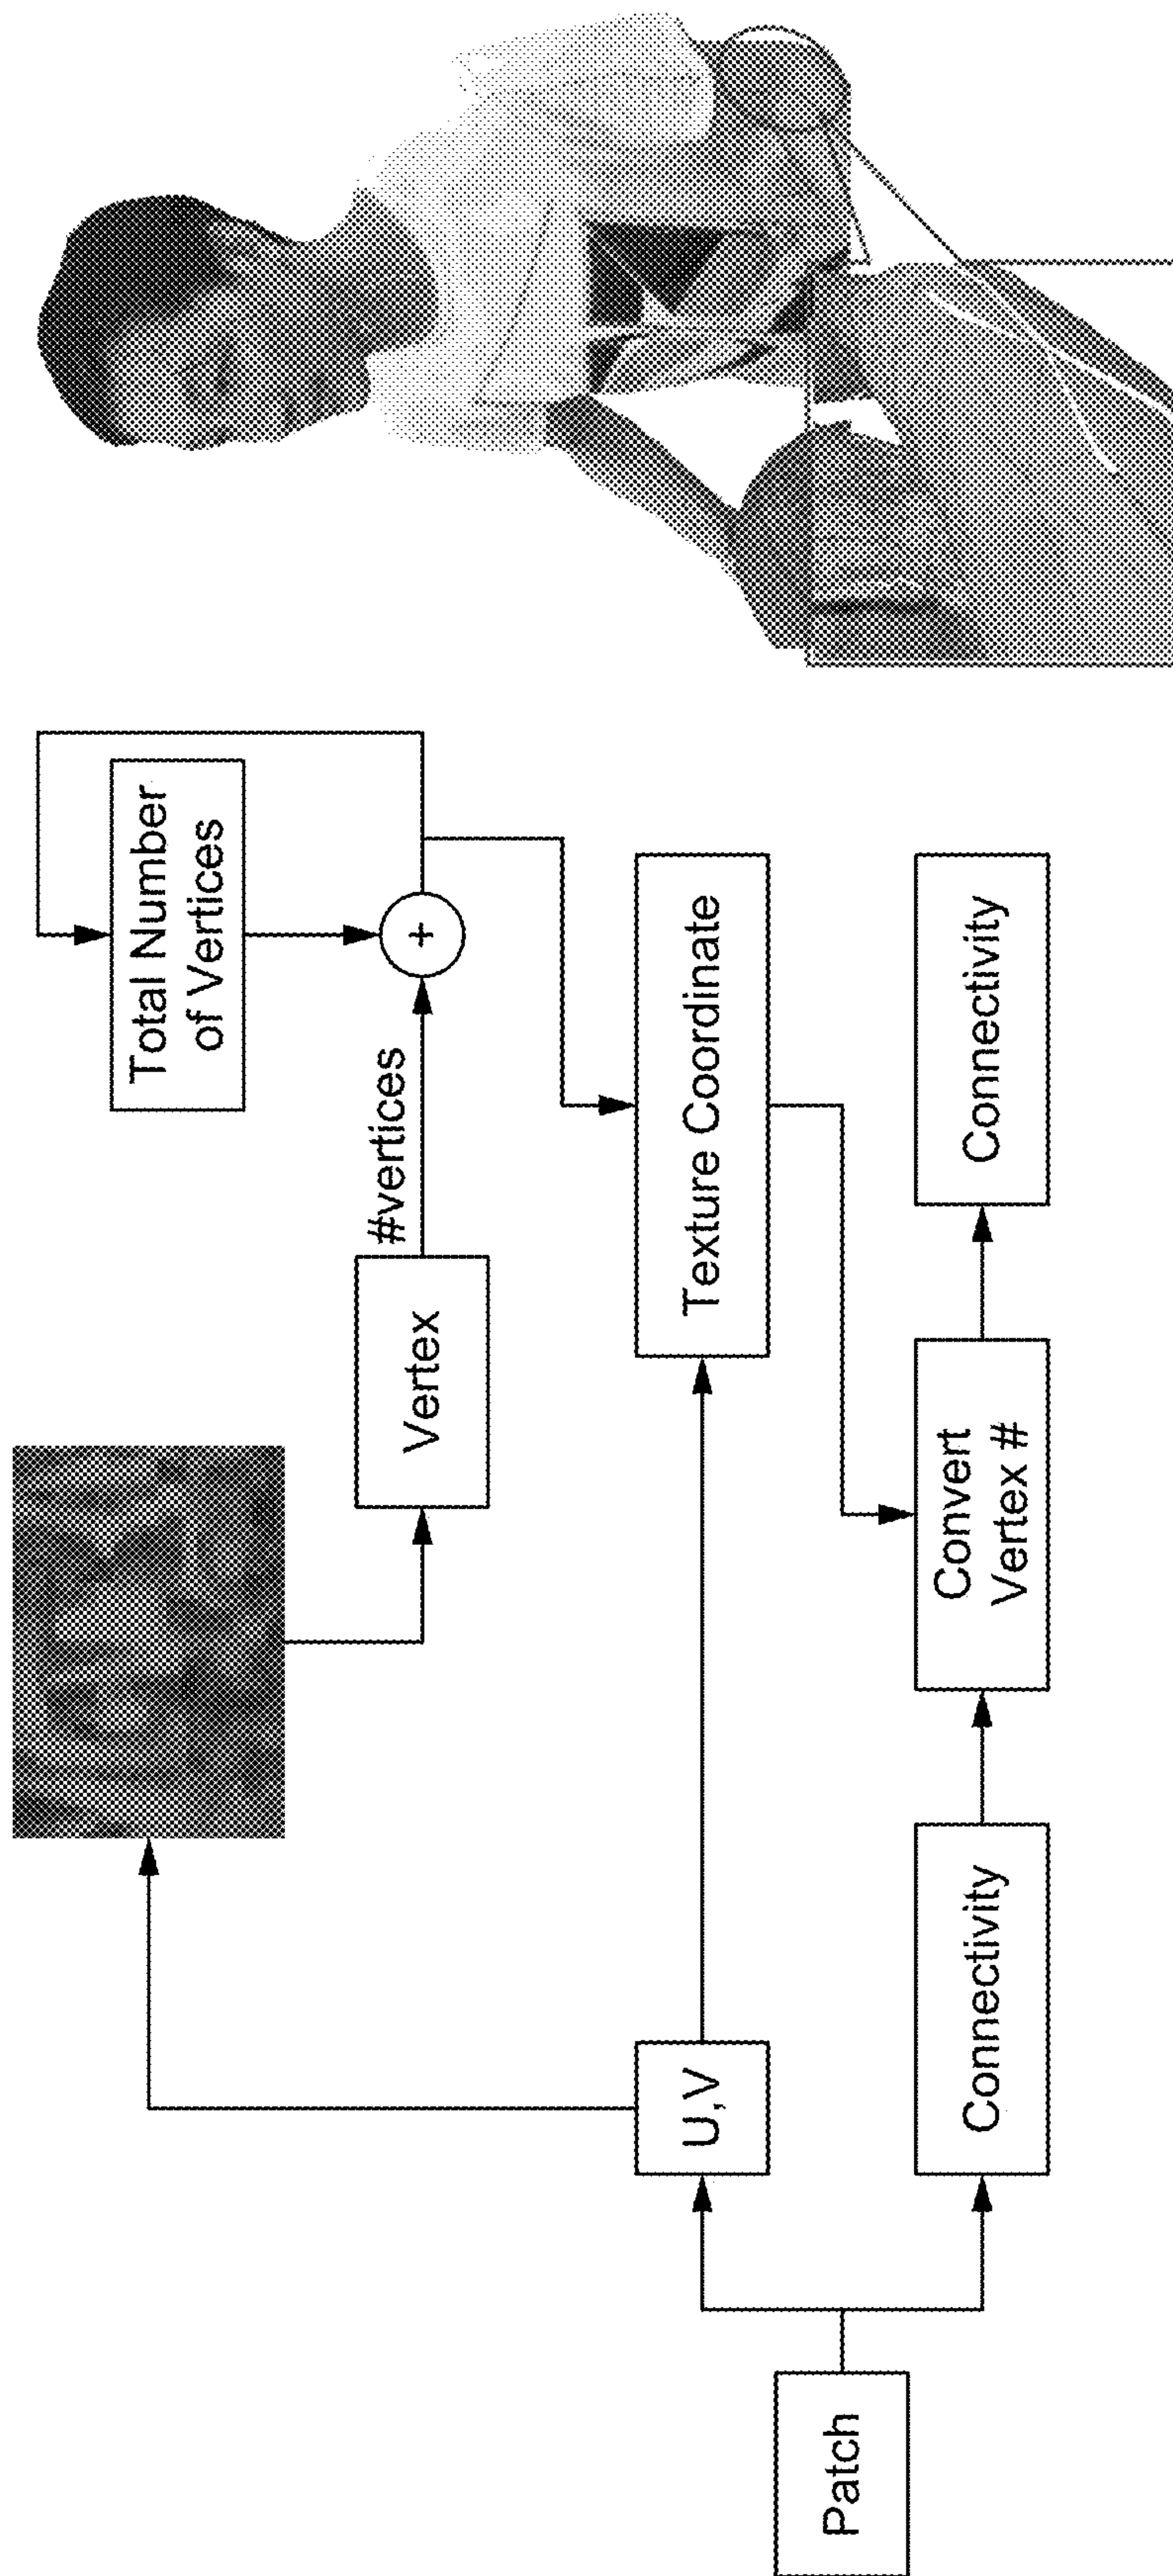 Patch
U,V
Connectivity
Vertex
#vertices
+
Total Number
of Vertices
Texture Coordinate
Convert
Vertex #
Connectivity